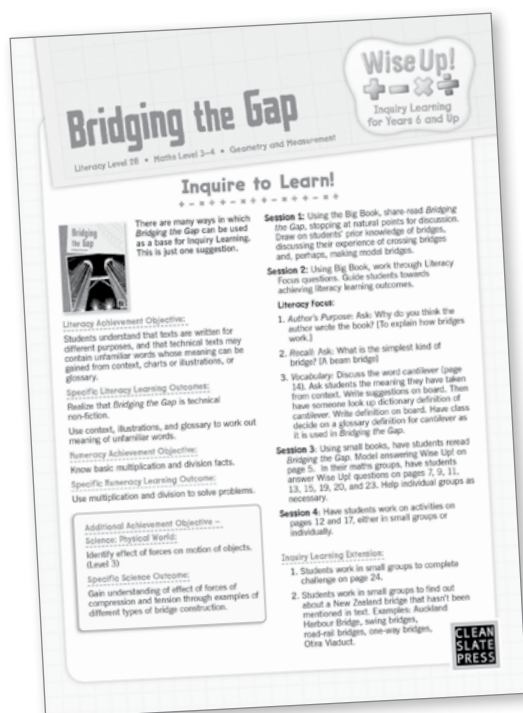 Bridging the Gap
Literacy Level 28 • Maths Level 3–4 • Geometry and Measurement
Wise Up!
Inquiry Learning
for Years 6 and Up
Inquire to Learn!
Bridging
the Gap
There are many ways in which
Bridging the Gap can be used
as a base for Inquiry Learning.
This is just one suggestion.
Literacy Achievement Objective:
Students understand that texts are written for
different purposes, and that technical texts may
contain unfamiliar words whose meaning can be
gained from context, charts or illustrations, or
glossary.
Specific Literacy Learning Outcomes:
Realize that Bridging the Gap is technical
non-fiction.
Use context, illustrations, and glossary to work out
meaning of unfamiliar words.
Numeracy Achievement Objective:
Know basic multiplication and division facts.
Specific Numeracy Learning Outcome:
Use multiplication and division to solve problems.
Additional Achievement Objective –
Science: Physical World:
Identify effect of forces on motion of objects.
(Level 3)
Specific Science Outcome:
Gain understanding of effect of forces of
compression and tension through examples of
different types of bridge construction.
Session 1: Using the Big Book, share-read Bridging
the Gap, stopping at natural points for discussion.
Draw on students' prior knowledge of bridges,
discussing their experience of crossing bridges
and, perhaps, making model bridges.
Session 2: Using Big Book, work through Literacy
Focus questions. Guide students towards
achieving literacy learning outcomes.
Literacy Focus:
1. Author's Purpose: Ask: Why do you think the
author wrote the book? [To explain how bridges
work.]
2. Recall: Ask: What is the simplest kind of
bridge? [A beam bridge]
3. Vocabulary: Discuss the word cantilever (page
14). Ask students the meaning they have taken
from context. Write suggestions on board. Then
have someone look up dictionary definition of
cantilever. Write definition on board. Have class
decide on a glossary definition for cantilever as
it is used in Bridging the Gap.
Session 3: Using small books, have students reread
Bridging the Gap. Model answering Wise Up! on
page 5. In their maths groups, have students
answer Wise Up! questions on pages 7, 9, 11,
13, 15, 19, 20, and 23. Help individual groups as
necessary.
Session 4: Have students work on activities on
pages 12 and 17, either in small groups or
individually.
Inquiry Learning Extension:
1. Students work in small groups to complete
challenge on page 24.
2. Students work in small groups to find out
about a New Zealand bridge that hasn't been
mentioned in text. Examples: Auckland
Harbour Bridge, swing bridges,
road-rail bridges, one-way bridges,
Otira Viaduct.
CLEAN
SLATE
PRESS